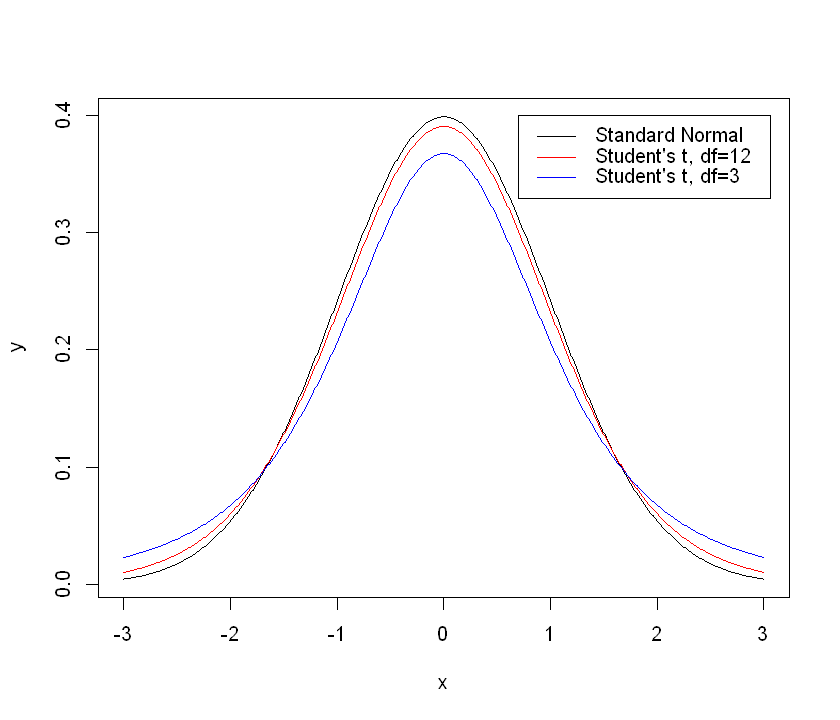 0.4
0.3
0.2
0.1
0.0
y
Standard Normal
Student's t, df=12
Student's t, df=3
-3 -2 -1 0 1 2 3
x